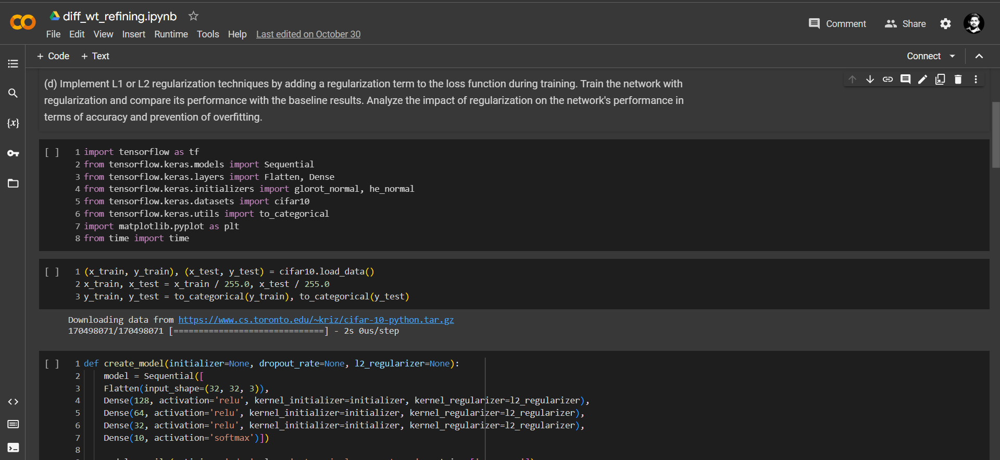 diff_wt_refining.ipynb
File Edit View Insert Runtime Tools Help Last edited on October 30
Comment Share
+ Code + Text
Connect
(d) Implement L1 or L2 regularization techniques by adding a regularization term to the loss function during training. Train the network with
regularization and compare its performance with the baseline results. Analyze the impact of regularization on the network's performance in
terms of accuracy and prevention of overfitting.
[ ] 1 import tensorflow as tf
2 from tensorflow.keras.models import Sequential
3 from tensorflow.keras.layers import Flatten, Dense
4 from tensorflow.keras.initializers import glorot_normal, he_normal
5 from tensorflow.keras.datasets import cifar10
6 from tensorflow.keras.utils import to_categorical
7 import matplotlib.pyplot as plt
8 from time import time
[ ] 1 (x_train, y_train), (x_test, y_test) = cifar10.load_data()
2 x_train, x_test = x_train / 255.0, x_test / 255.0
3 y_train, y_test = to_categorical(y_train), to_categorical(y_test)
Downloading data from https://www.cs.toronto.edu/~kriz/cifar-10-python.tar.gz
170498071/170498071 [==============================] - 2s 0us/step
[ ] 1 def create_model(initializer=None, dropout_rate=None, l2_regularizer=None):
2 model = Sequential([
3 Flatten(input_shape=(32, 32, 3)),
4 Dense(128, activation='relu', kernel_initializer=initializer, kernel_regularizer=l2_regularizer),
5 Dense(64, activation='relu', kernel_initializer=initializer, kernel_regularizer=l2_regularizer),
6 Dense(32, activation='relu', kernel_initializer=initializer, kernel_regularizer=l2_regularizer),
7 Dense(10, activation='softmax')])
8